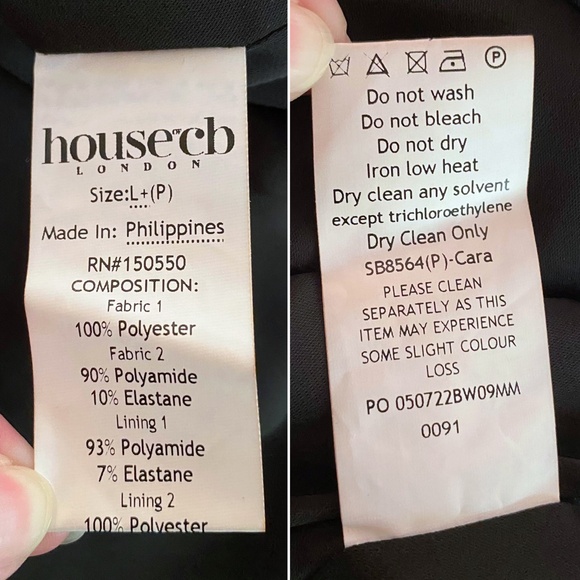 house of cb
LONDON
Size:L+(P)
Made In: Philippines
RN#150550
COMPOSITION:
Fabric 1
100% Polyester
Fabric 2
90% Polyamide
10% Elastane
Lining 1
93% Polyamide
7% Elastane
Lining 2
100% Polyester
P
Do not wash
Do not bleach
Do not dry
Iron low heat
Dry clean any solvent
except trichloroethylene
Dry Clean Only
SB8564(P)-Cara
PLEASE CLEAN
SEPARATELY AS THIS
ITEM MAY EXPERIENCE
SOME SLIGHT COLOUR
LOSS
PO 050722BW09MM
0091